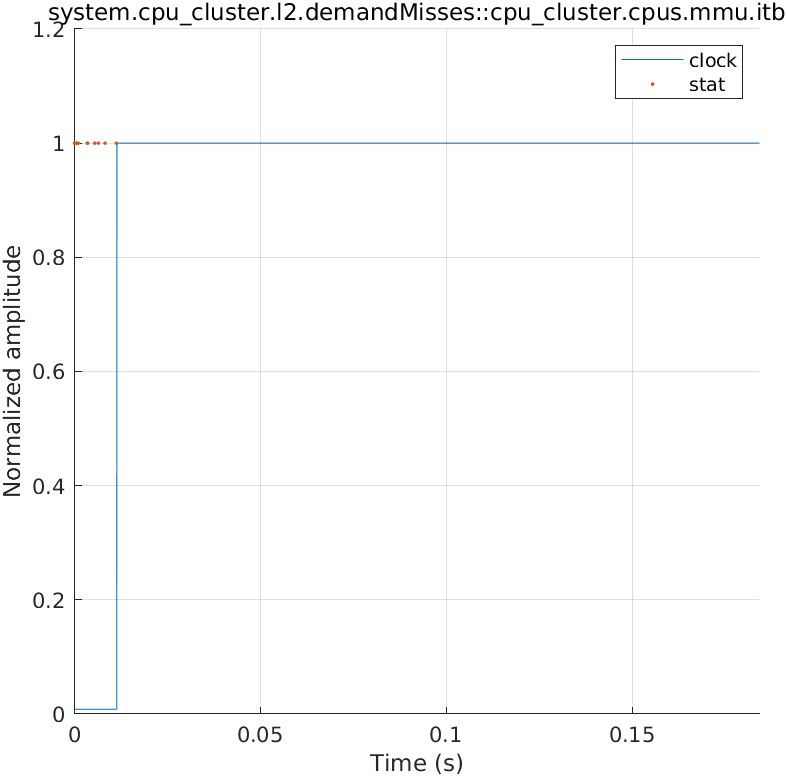 system.cpu_cluster.l2.demandMisses::cpu_cluster.cpus.mmu.itb
1.2
clock
stat
1
0.8
Normalized amplitude
0.6
0.4
0.2
0
0
0.05
0.1
0.15
Time (s)